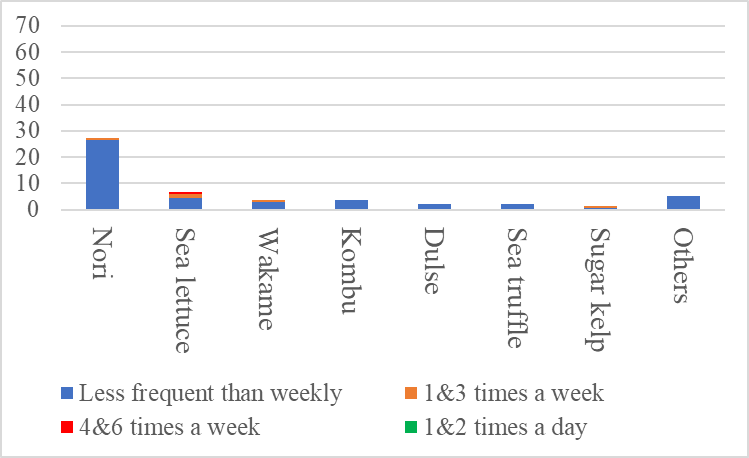 70
60
50
40
30
20
10
0
Nori
Sea lettuce
Wakame
Kombu
Dulse
Sea truffle
Sugar kelp
Others
Less frequent than weekly
1&3 times a week
4&6 times a week
1&2 times a day